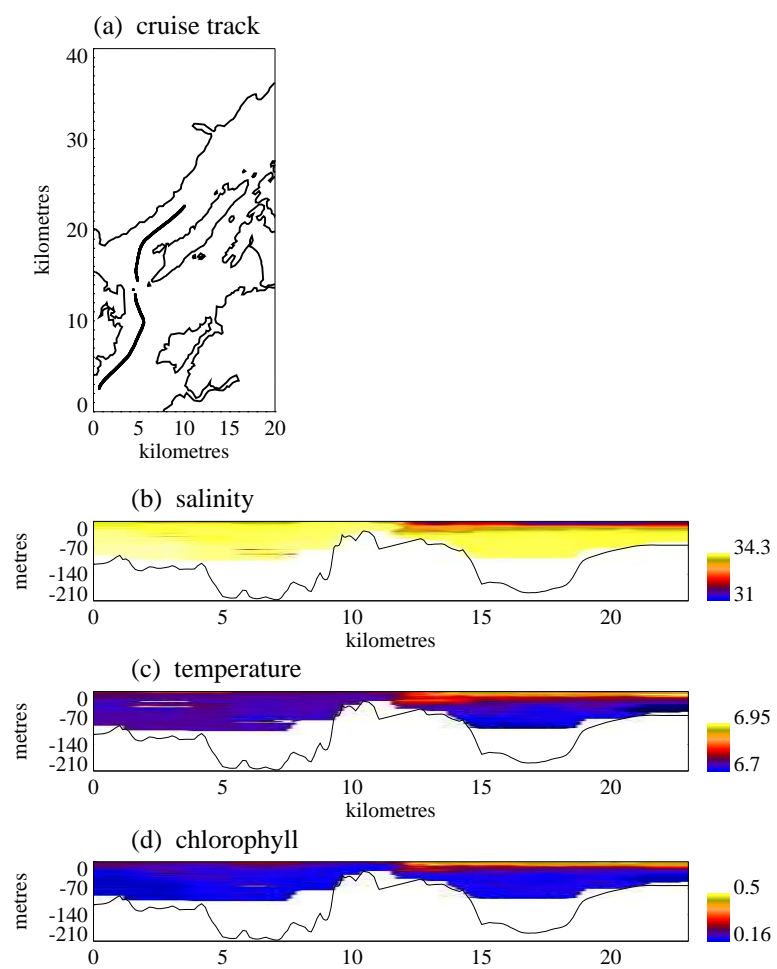 (a) cruise track
40
30
20
10
0
kilometres
0 5 10 15 20
kilometres
(b) salinity
0
-70
-140
-210
metres
0 5 10 15 20
kilometres
34.3
31
(c) temperature
0
-70
-140
-210
metres
0 5 10 15 20
kilometres
6.95
6.7
(d) chlorophyll
0
-70
-140
-210
metres
0 5 10 15 20
0.5
0.16